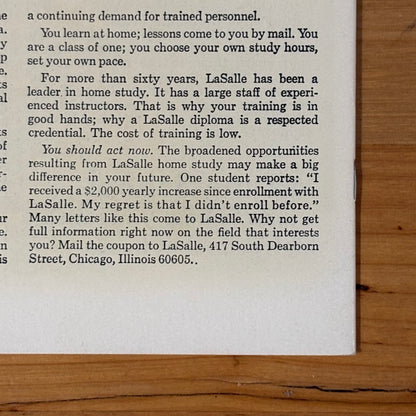 a continuing demand for trained personnel.
You learn at home; lessons come to you by mail. You
are a class of one; you choose your own study hours,
set your own pace.
For more than sixty years, LaSalle has been a
leader in home study. It has a large staff of experi-
enced instructors. That is why your training is in
good hands; why a LaSalle diploma is a respected
credential. The cost of training is low.
You should act now. The broadened opportunities
resulting from LaSalle home study may make a big
difference in your future. One student reports: “I
received a $2,000 yearly increase since enrollment with
LaSalle. My regret is that I didn’t enroll before.”
Many letters like this come to LaSalle. Why not get
full information right now on the field that interests
you? Mail the coupon to LaSalle, 417 South Dearborn
Street, Chicago, Illinois 60605..